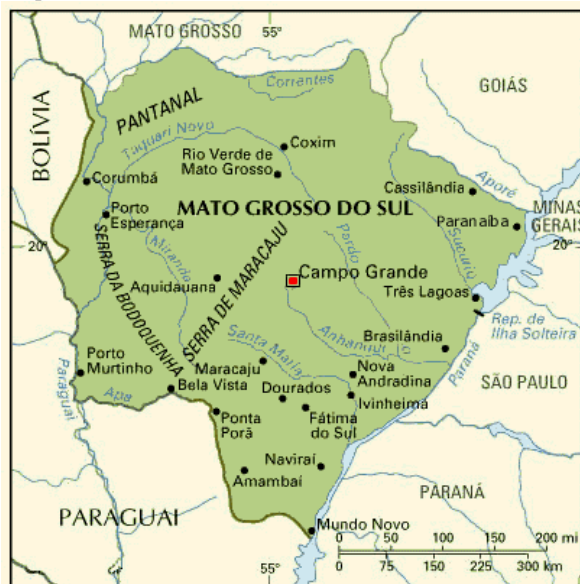 55°
MATO GROSSO
GOIÁS
BOLÍVIA
PANTANAL
Correntes
Taquari Novo
Coxim
Rio Verde de
Mato Grosso
Corumbá
Cassilândia
Aporé
MINAS
GERAIS
Porto
Esperança
MATO GROSSO DO SUL
Paranaíba
20°
20°
Sucuriú
Pardo
Miranda
SERRA DA BODOQUENHA
SERRA DE MARACAJU
Aquidauana
Campo Grande
Três Lagoas
Rep. de
Ilha Solteira
Anhanduí
Brasilândia
Santa Maria
Paraná
Porto
Murtinho
Maracaju
Bela Vista
Nova
Andradina
SÃO PAULO
Paraguai
Apa
Dourados
Ivinheima
Ponta
Porã
Fátima
do Sul
Naviraí
Amambaí
PARANÁ
PARAGUAI
Mundo Novo
0 50 100 150 200 mi
0 75 150 225 300 km
55°